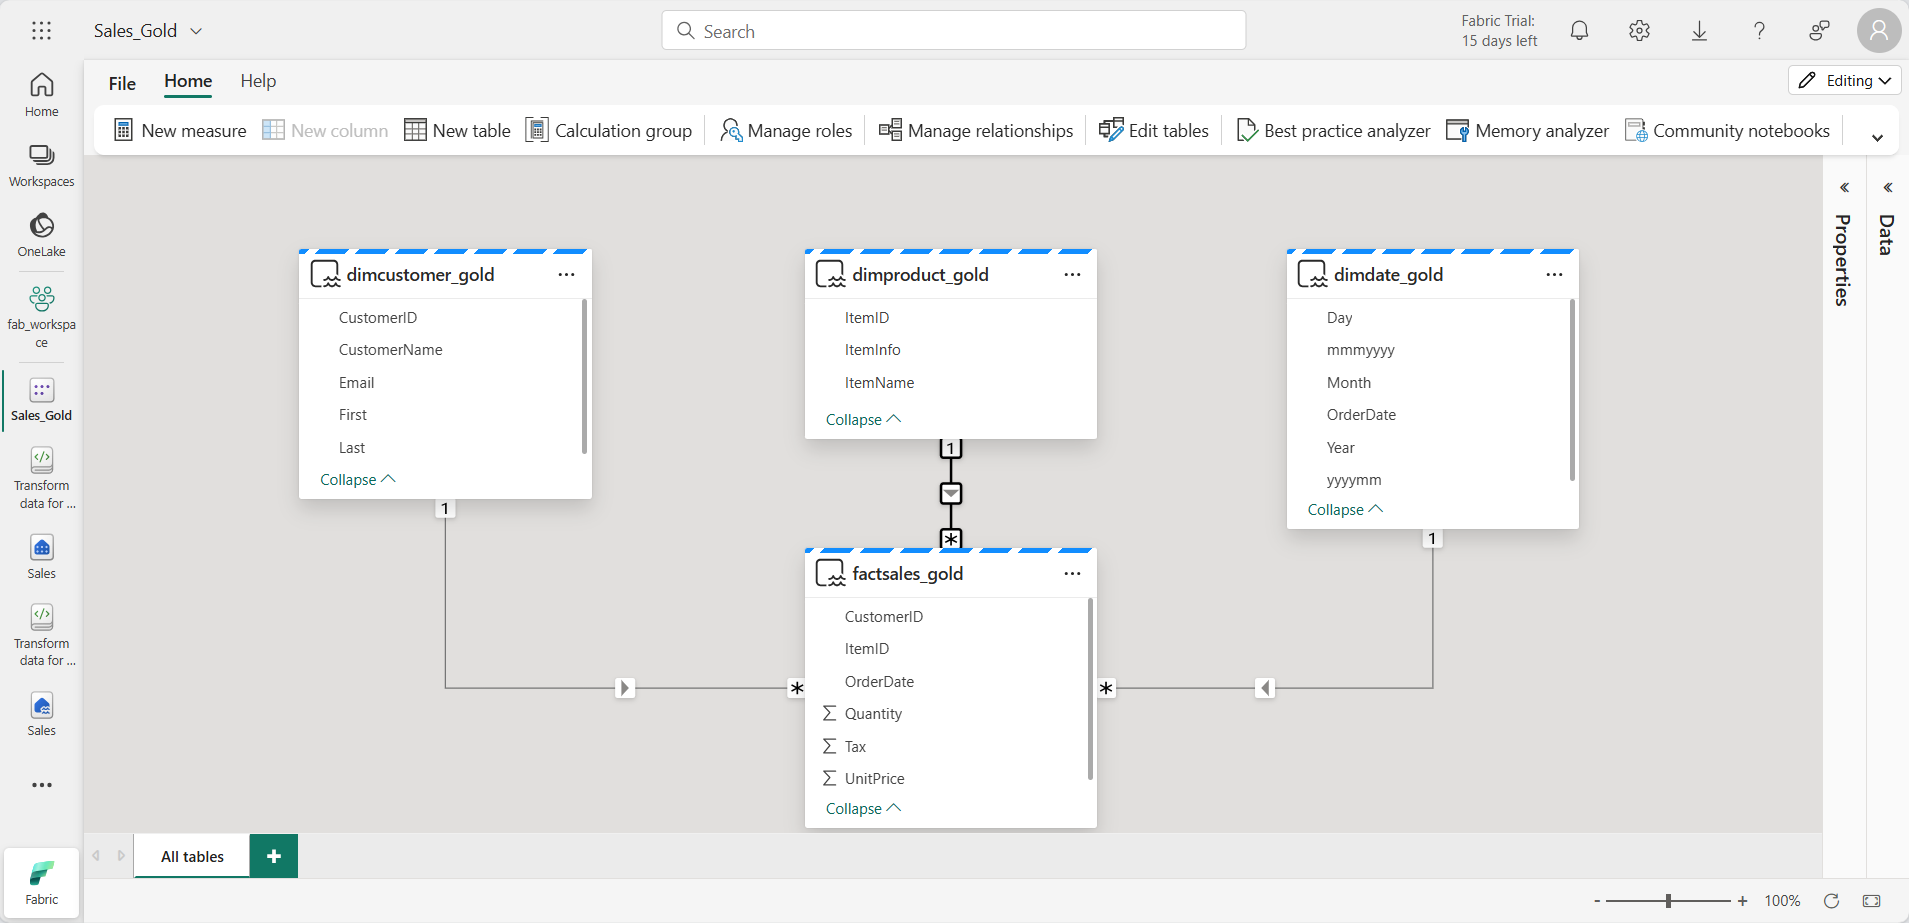 Sales_Gold
Search
Fabric Trial:
15 days left
Home
Workspaces
OneLake
fab_workspa
ce
Sales_Gold
Transform
data for ...
Sales
Transform
data for ...
Sales
Fabric
File Home Help
Editing
New measure New column New table Calculation group Manage roles Manage relationships Edit tables Best practice analyzer Memory analyzer Community notebooks
dimcustomer_gold
CustomerID
CustomerName
Email
First
Last
Collapse
1
dimproduct_gold
ItemID
ItemInfo
ItemName
Collapse
1
*
dimdate_gold
Day
mmmyyyy
Month
OrderDate
Year
yyyymm
Collapse
1
factsales_gold
CustomerID
ItemID
OrderDate
Σ Quantity
Σ Tax
Σ UnitPrice
Collapse
*
*
Properties
Data
All tables +
- + 100%